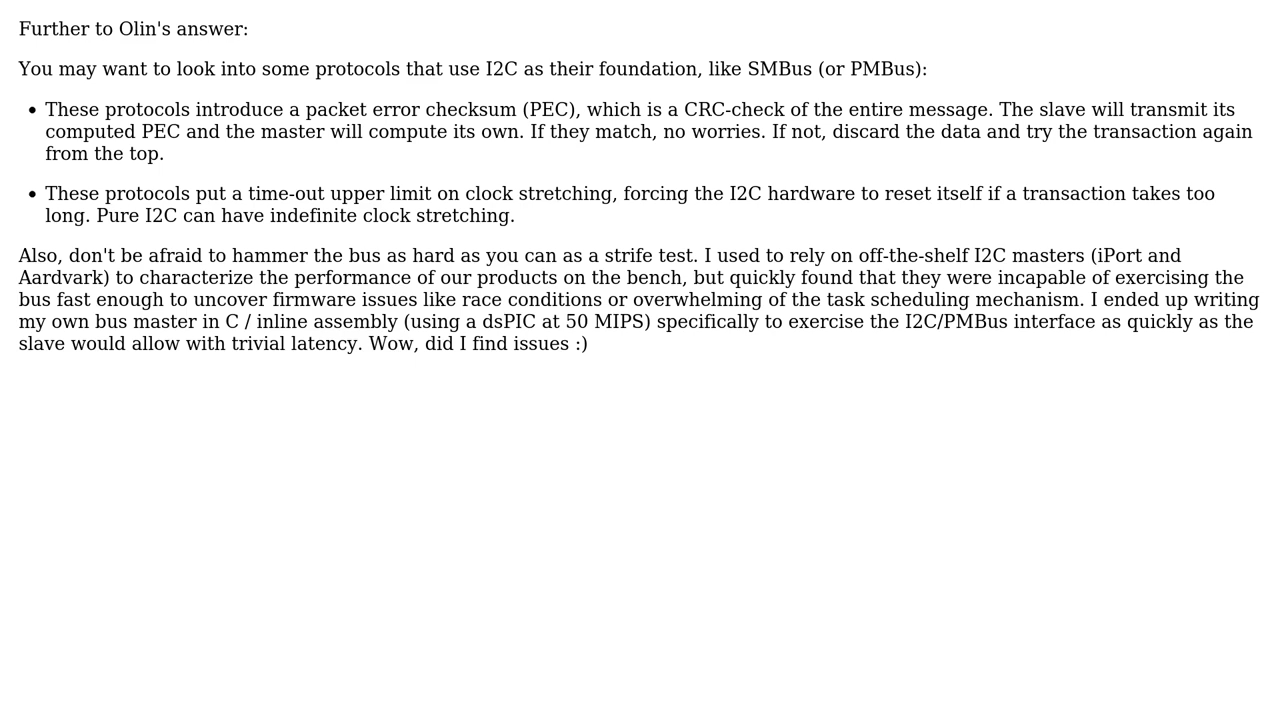 Further to Olin's answer:
You may want to look into some protocols that use I2C as their foundation, like SMBus (or PMBus):
• These protocols introduce a packet error checksum (PEC), which is a CRC-check of the entire message. The slave will transmit its
computed PEC and the master will compute its own. If they match, no worries. If not, discard the data and try the transaction again
from the top.
• These protocols put a time-out upper limit on clock stretching, forcing the I2C hardware to reset itself if a transaction takes too
long. Pure I2C can have indefinite clock stretching.
Also, don't be afraid to hammer the bus as hard as you can as a strife test. I used to rely on off-the-shelf I2C masters (iPort and
Aardvark) to characterize the performance of our products on the bench, but quickly found that they were incapable of exercising the
bus fast enough to uncover firmware issues like race conditions or overwhelming of the task scheduling mechanism. I ended up writing
my own bus master in C / inline assembly (using a dsPIC at 50 MIPS) specifically to exercise the I2C/PMBus interface as quickly as the
slave would allow with trivial latency. Wow, did I find issues :)